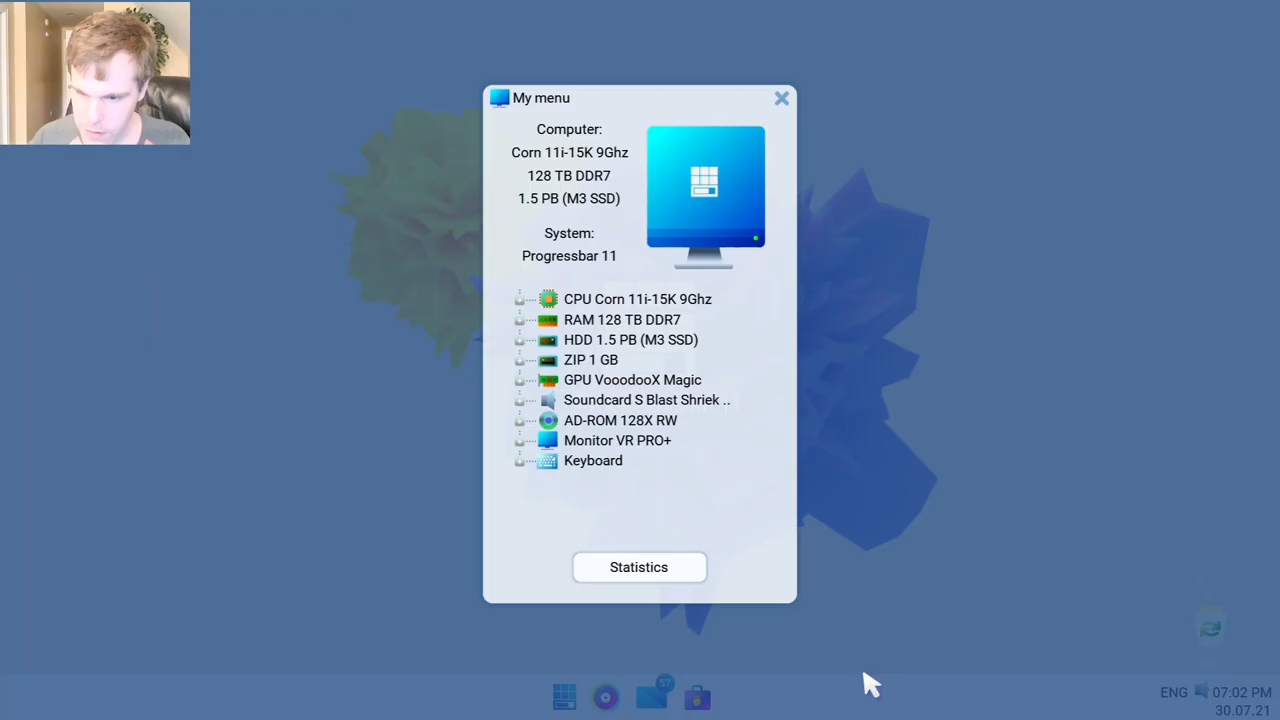 My menu
Computer:
Corn 11i-15K 9Ghz
128 TB DDR7
1.5 PB (M3 SSD)
System:
Progressbar 11
CPU Corn 11i-15K 9Ghz
RAM 128 TB DDR7
HDD 1.5 PB (M3 SSD)
ZIP 1 GB
GPU VooodooX Magic
Soundcard S Blast Shriek ..
AD-ROM 128X RW
Monitor VR PRO+
Keyboard
Statistics
57
ENG 07:02 PM
30.07.21